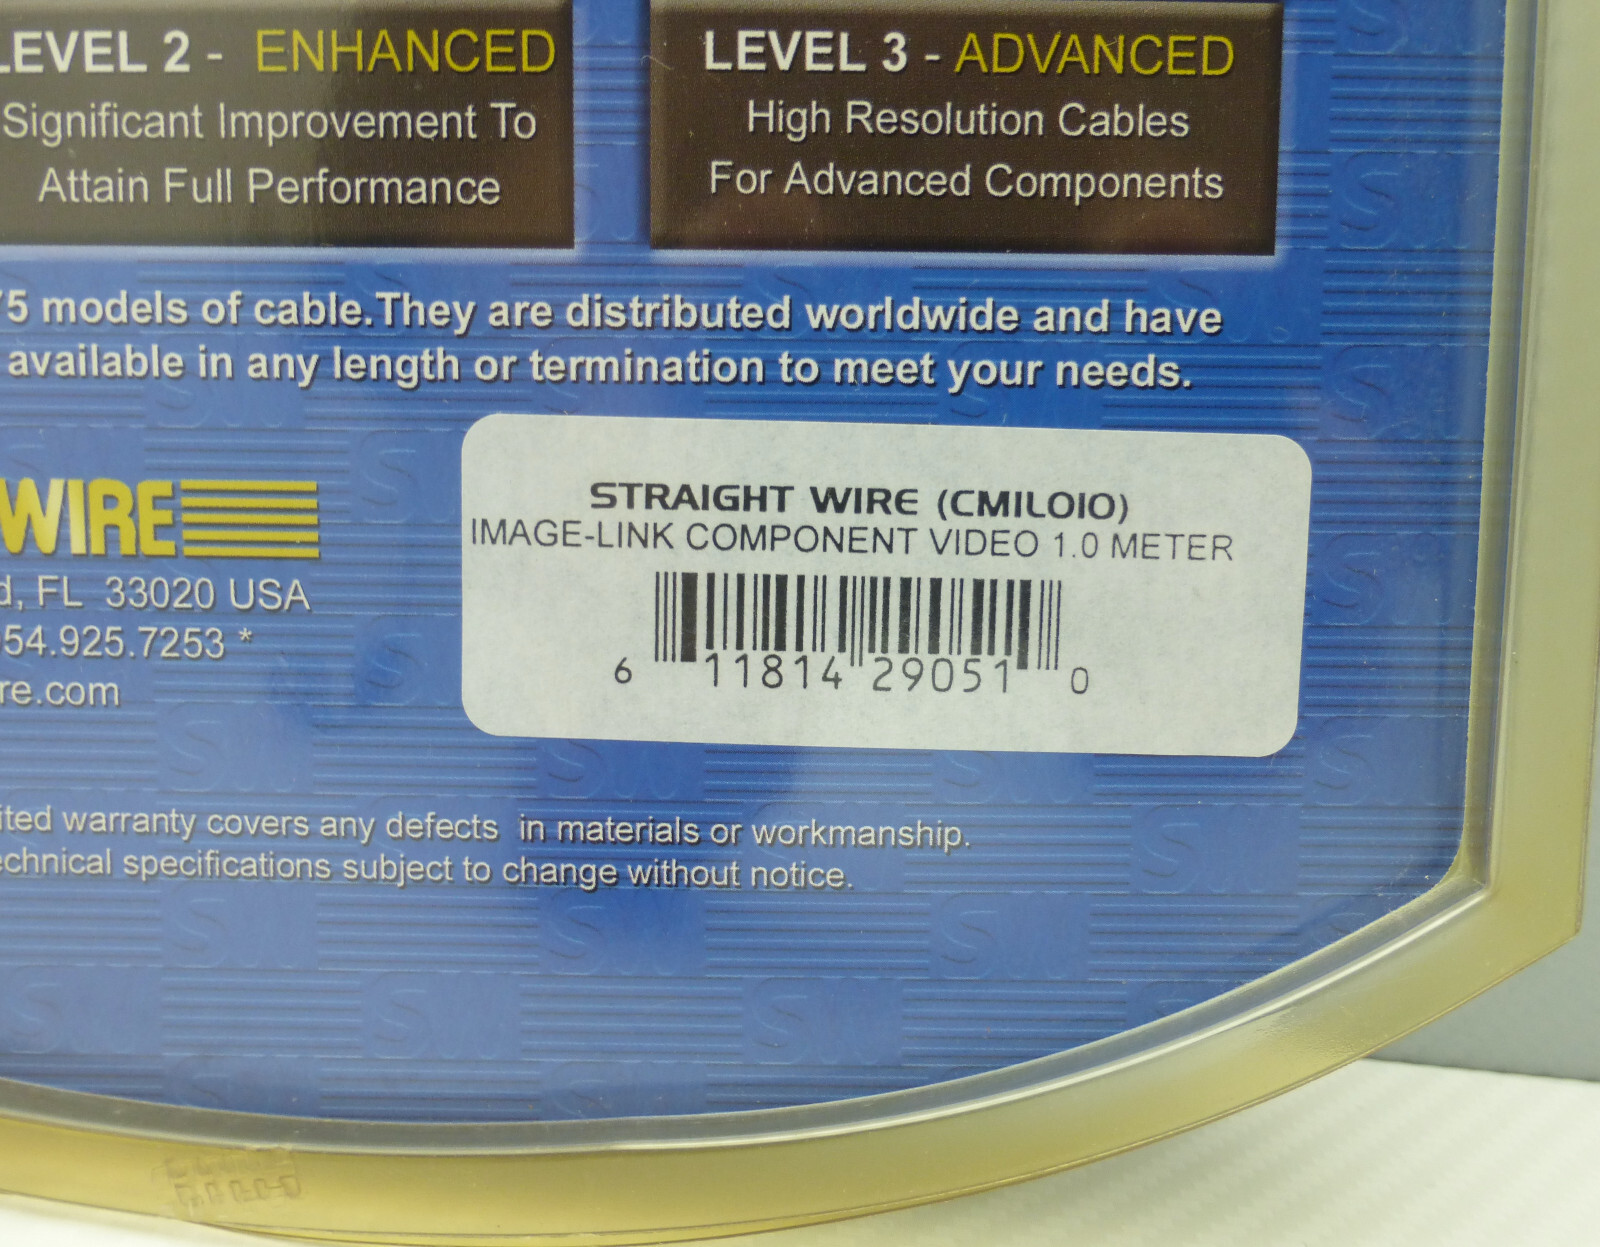 LEVEL 2 - ENHANCED
Significant Improvement To
Attain Full Performance
LEVEL 3 - ADVANCED
High Resolution Cables
For Advanced Components
75 models of cable.They are distributed worldwide and have
available in any length or termination to meet your needs.
WIRE
d, FL 33020 USA
954.925.7253 *
re.com
STRAIGHT WIRE (CMIL010)
IMAGE-LINK COMPONENT VIDEO 1.0 METER
6 11814 29051 0
ited warranty covers any defects in materials or workmanship.
echnical specifications subject to change without notice.